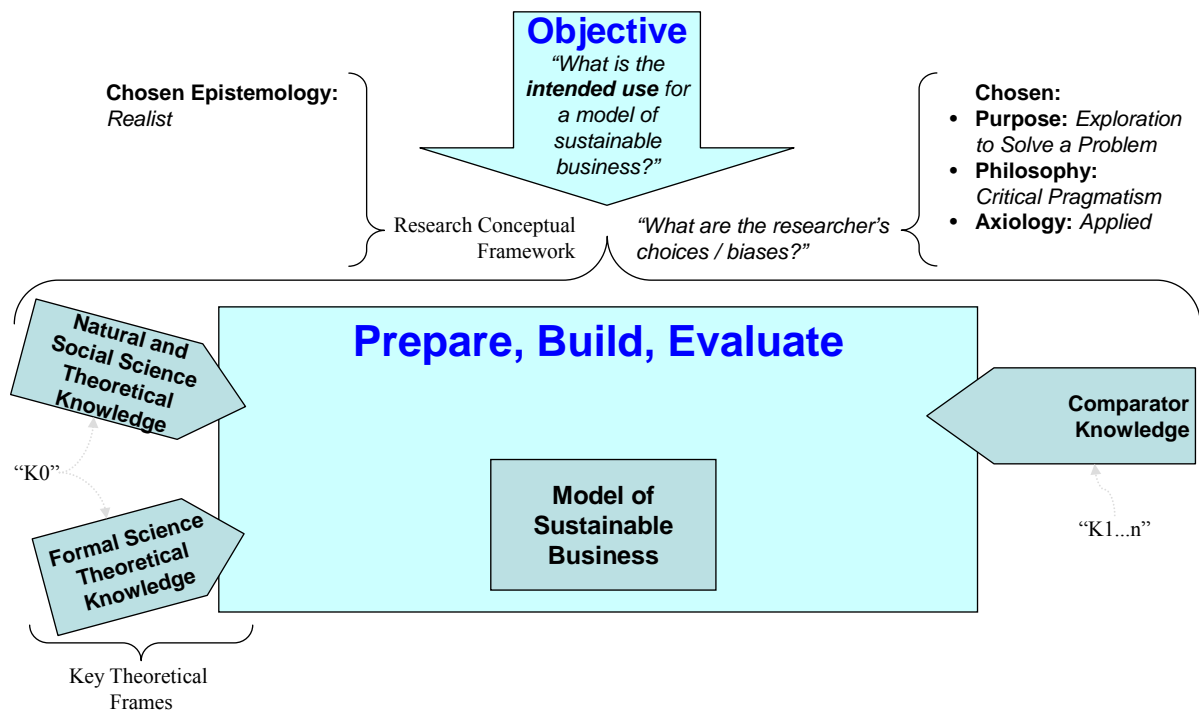 Objective
“What is the
intended use for
a model of
sustainable
business?”
Chosen Epistemology:
Realist
Chosen:
• Purpose: Exploration
to Solve a Problem
• Philosophy:
Critical Pragmatism
• Axiology: Applied
Research Conceptual
Framework
“What are the researcher’s
choices / biases?”
Natural and
Social Science
Theoretical
Knowledge
Prepare, Build, Evaluate
Comparator
Knowledge
“K0”
Model of
Sustainable
Business
“K1...n”
Formal Science
Theoretical
Knowledge
Key Theoretical
Frames